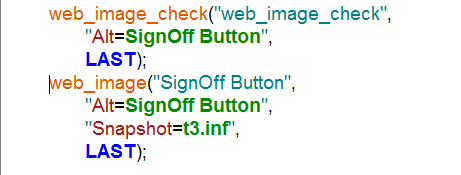 web_image_check("web_image_check",
"Alt=SignOff Button",
LAST);
web_image("SignOff Button",
"Alt=SignOff Button",
"Snapshot=t3.inf",
LAST);